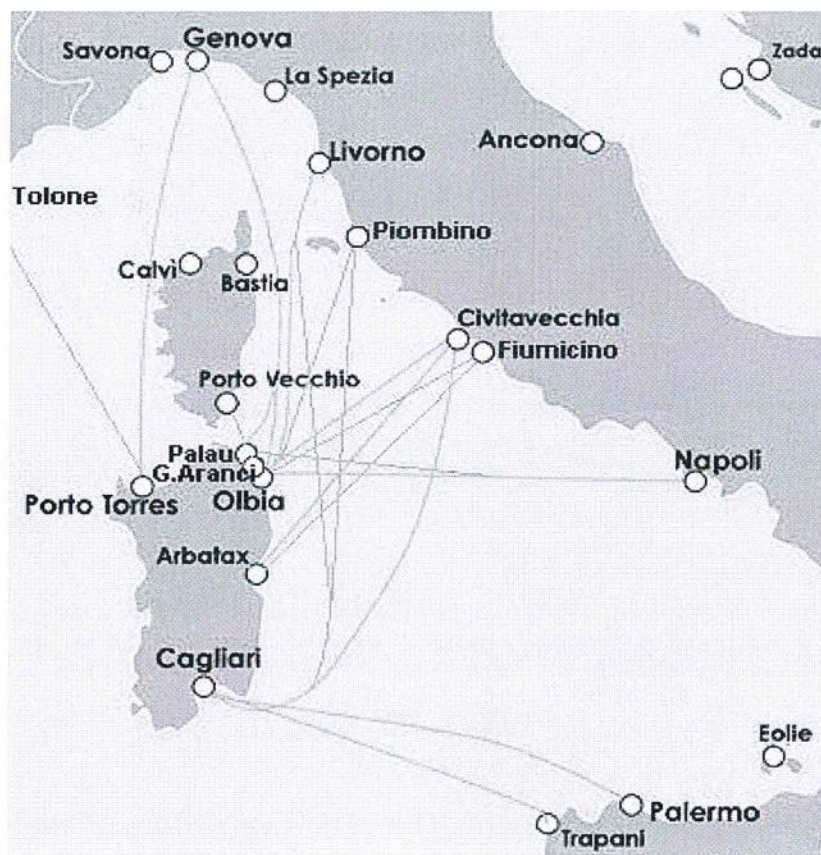 Savona
Genova
La Spezia
Zada
Ancona
Livorno
Tolone
Piombino
Calvì
Bastia
Civitavecchia
Fiumicino
Porto Vecchio
Palau
G.Aranci
Napoli
Porto Torres
Olbia
Arbatax
Cagliari
Eolie
Palermo
Trapani